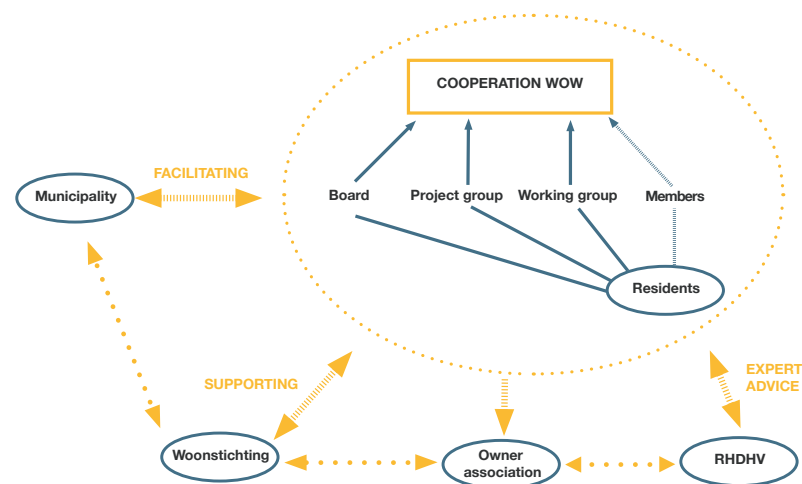 COOPERATION WOW
FACILITATING
Municipality
Board
Project group
Working group
Members
Residents
SUPPORTING
EXPERT
ADVICE
Woonstichting
Owner
association
RHDHV